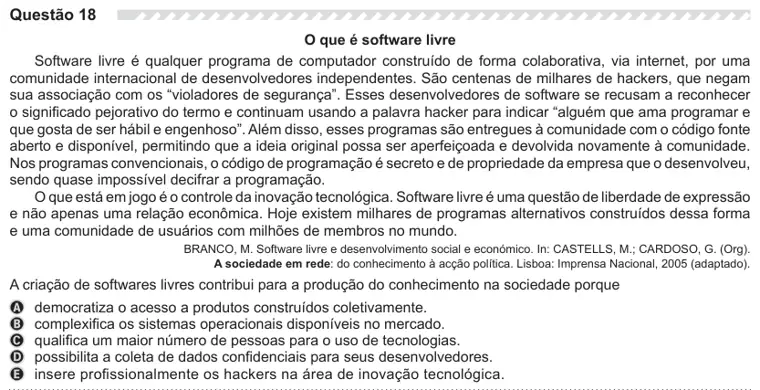 Questão 18
O que é software livre
Software livre é qualquer programa de computador construído de forma colaborativa, via internet, por uma
comunidade internacional de desenvolvedores independentes. São centenas de milhares de hackers, que negam
sua associação com os “violadores de segurança”. Esses desenvolvedores de software se recusam a reconhecer
o significado pejorativo do termo e continuam usando a palavra hacker para indicar “alguém que ama programar e
que gosta de ser hábil e engenhoso”. Além disso, esses programas são entregues à comunidade com o código fonte
aberto e disponível, permitindo que a ideia original possa ser aperfeiçoada e devolvida novamente à comunidade.
Nos programas convencionais, o código de programação é secreto e de propriedade da empresa que o desenvolveu,
sendo quase impossível decifrar a programação.
O que está em jogo é o controle da inovação tecnológica. Software livre é uma questão de liberdade de expressão
e não apenas uma relação econômica. Hoje existem milhares de programas alternativos construídos dessa forma
e uma comunidade de usuários com milhões de membros no mundo.
BRANCO, M. Software livre e desenvolvimento social e económico. In: CASTELLS, M.; CARDOSO, G. (Org).
A sociedade em rede: do conhecimento à acção política. Lisboa: Imprensa Nacional, 2005 (adaptado).
A criação de softwares livres contribui para a produção do conhecimento na sociedade porque
A democratiza o acesso a produtos construídos coletivamente.
B complexifica os sistemas operacionais disponíveis no mercado.
C qualifica um maior número de pessoas para o uso de tecnologias.
D possibilita a coleta de dados confidenciais para seus desenvolvedores.
E insere profissionalmente os hackers na área de inovação tecnológica.